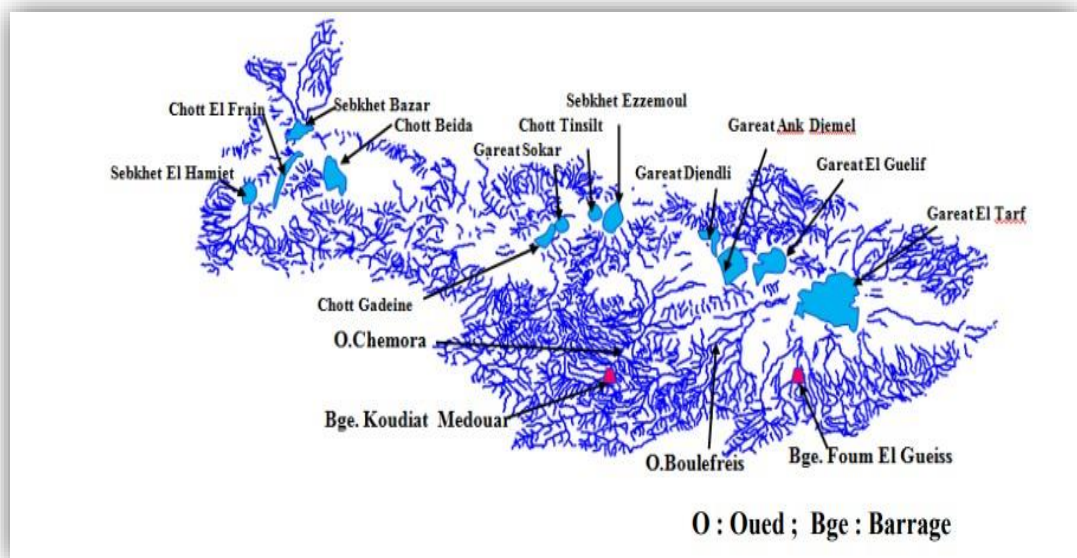 Sebkhet Ezzemoul
Sebkhet Bazar
Chott El Frain
Chott Beida
Chott Tinsilt
Gareat Ank Djemel
Gareat Sokar
Gareat El Guelif
Sebkhet El Hamiet
Gareat Djendli
Gareat El Tarf
Chott Gadeine
O.Chemora
Bge. Koudiat Medouar
O.Boulefreis
Bge. Foum El Gueiss
O : Oued ; Bge : Barrage